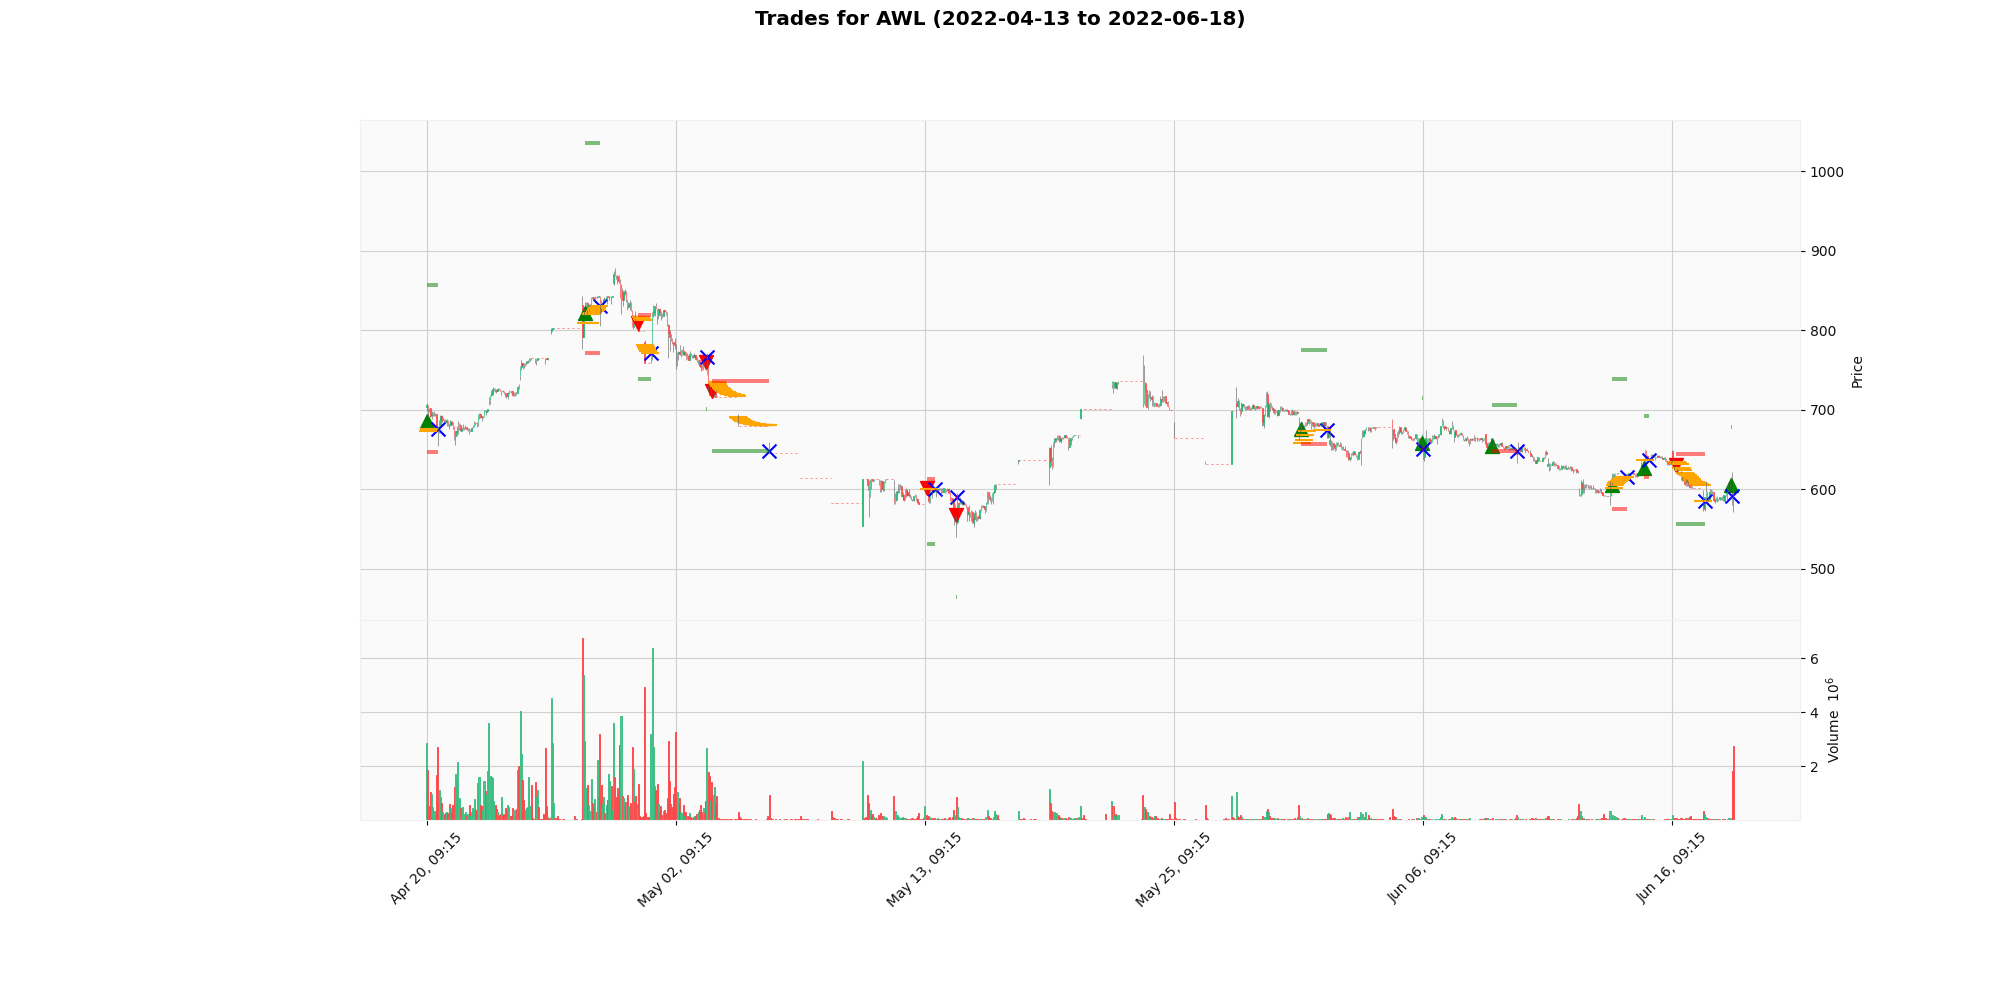 Trades for AWL (2022-04-13 to 2022-06-18)
1000
900
800
700
600
500
Price
6
4
2
Volume 10^6
Apr 20, 09:15
May 02, 09:15
May 13, 09:15
May 25, 09:15
Jun 06, 09:15
Jun 16, 09:15